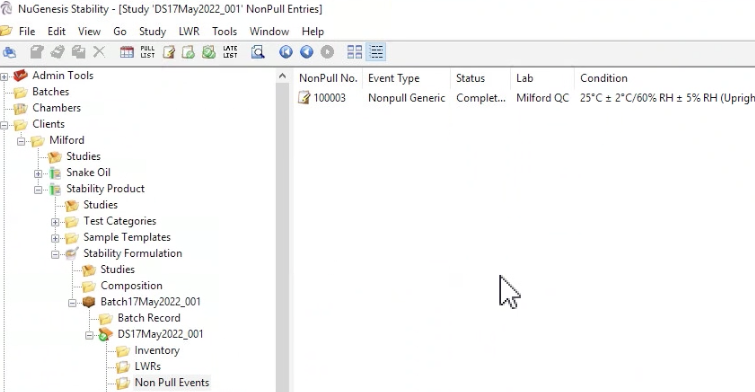 NuGenesis Stability - [Study 'DS17May2022_001' NonPull Entries]
File Edit View Go Study LWR Tools Window Help
FULL LIST LATE LIST
Admin Tools
Batches
Chambers
Clients
Milford
Studies
Snake Oil
Stability Product
Studies
Test Categories
Sample Templates
Stability Formulation
Studies
Composition
Batch17May2022_001
Batch Record
DS17May2022_001
Inventory
LWRs
Non Pull Events
NonPull No. Event Type Status Lab Condition
100003 Nonpull Generic Complet... Milford QC 25°C ± 2°C/60% RH ± 5% RH (Uprigh